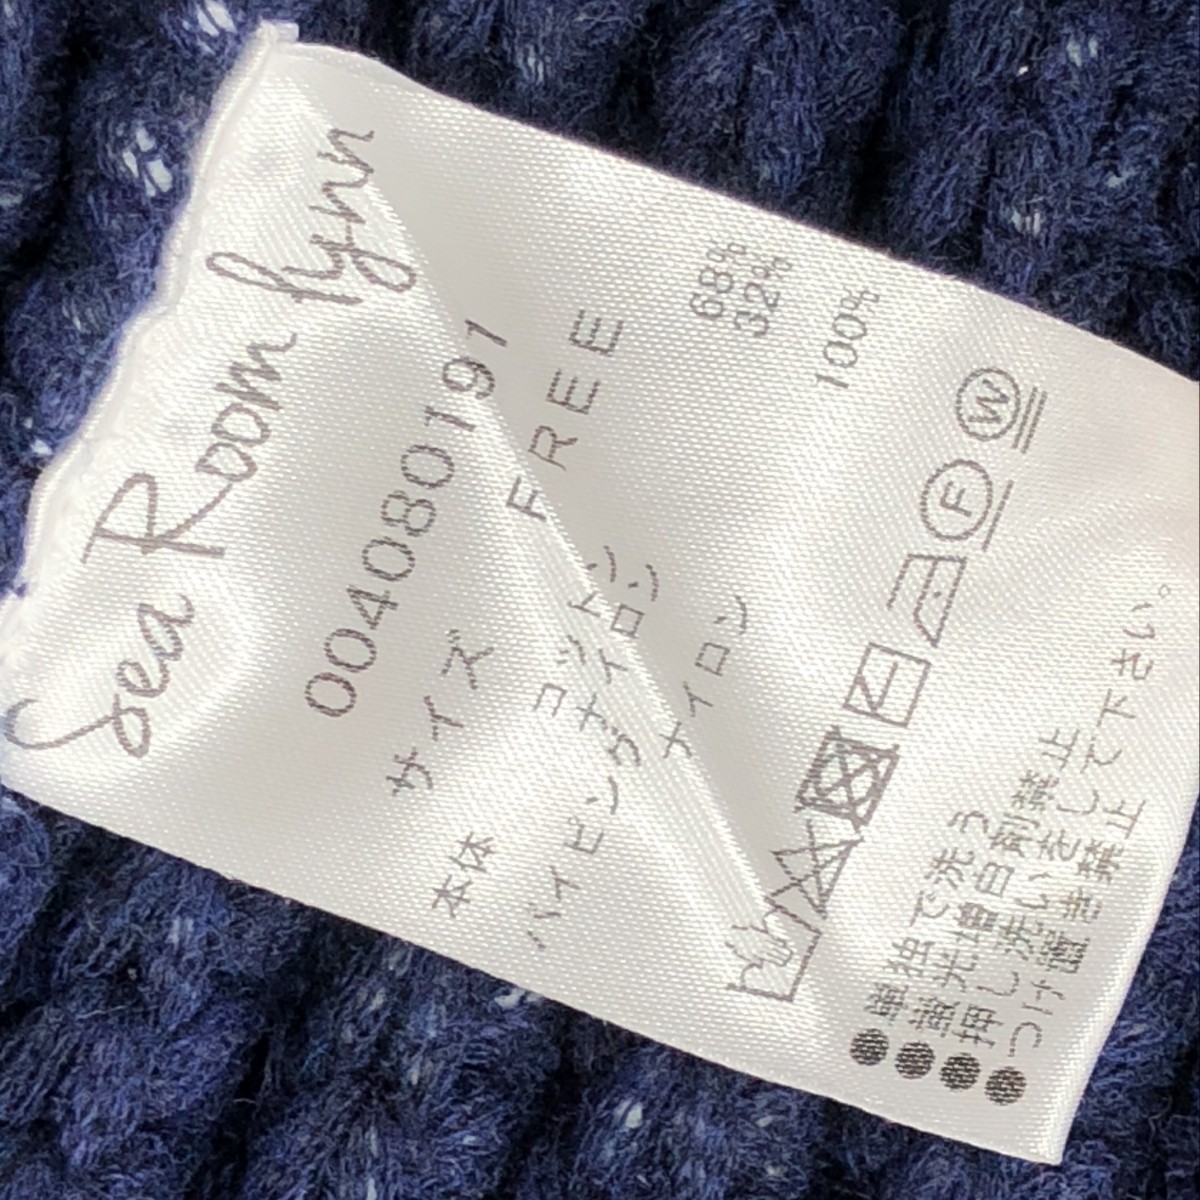 Sea Room lynn
0040080191
サイズ FREE
本体 コットン 68%
ナイロン 32%
パイピング ナイロン 100%
F W
●単独で洗う
●蛍光増白剤禁止
●押し洗いをして下さい。
●つけ置き禁止